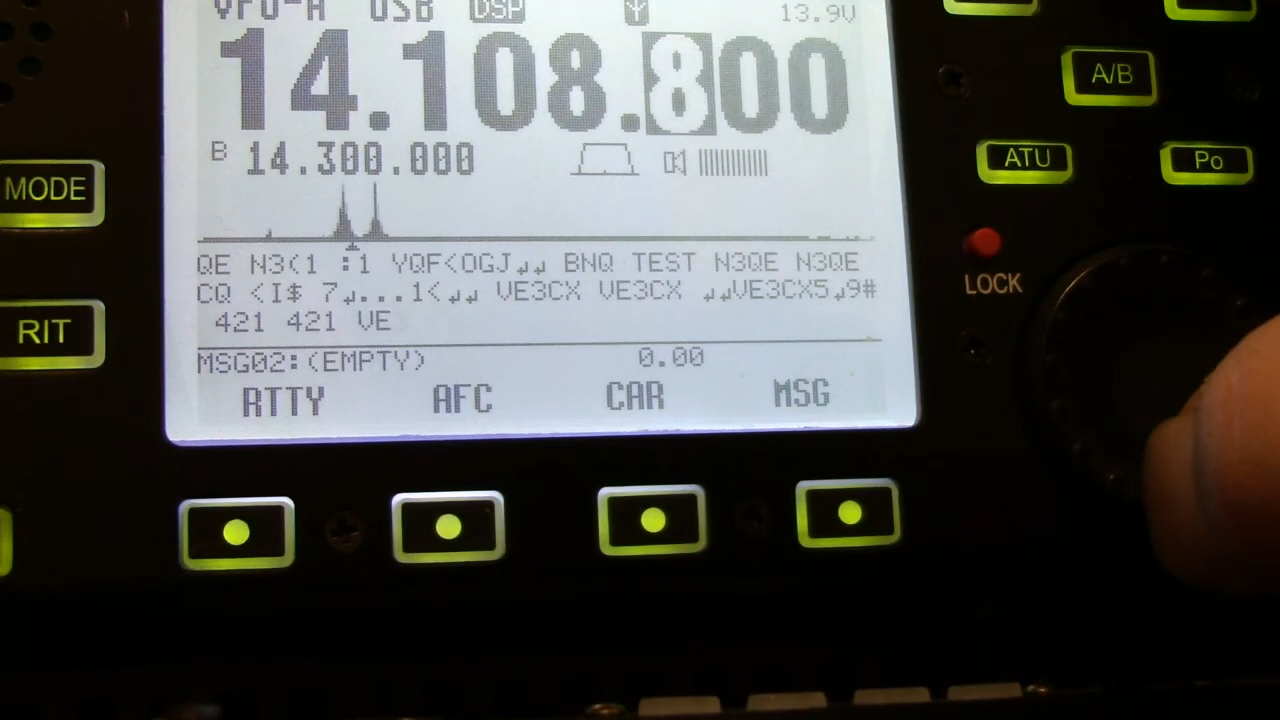 VFO-A USB DSP 13.9V
14.108.800
B 14.300.000
QE N3(1 :1 YQF<OGJ↲↲ BNQ TEST N3QE N3QE
CQ <I$ 7↲...1<↲↲ VE3CX VE3CX ↲↲VE3CX5↲9#
421 421 VE
MSG02:(EMPTY) 0.00
RTTY AFC CAR MSG
MODE
RIT
A/B
ATU Po
LOCK